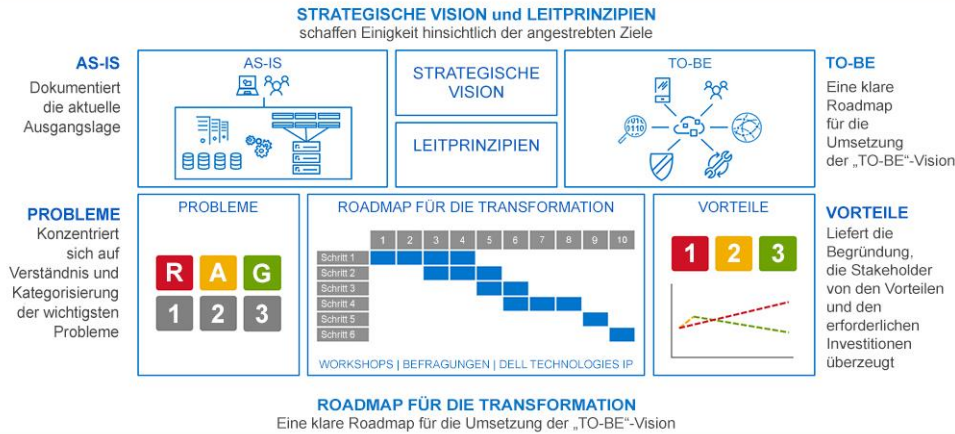 STRATEGISCHE VISION und LEITPRINZIPIEN
schaffen Einigkeit hinsichtlich der angestrebten Ziele
AS-IS
Dokumentiert
die aktuelle
Ausgangslage
AS-IS
STRATEGISCHE
VISION
LEITPRINZIPIEN
TO-BE
010
0110
TO-BE
Eine klare
Roadmap
für die
Umsetzung
der „TO-BE“-Vision
PROBLEME
Konzentriert
sich auf
Verständnis und
Kategorisierung
der wichtigsten
Probleme
PROBLEME
R A G
1 2 3
ROADMAP FÜR DIE TRANSFORMATION
1 2 3 4 5 6 7 8 9 10
Schritt 1
Schritt 2
Schritt 3
Schritt 4
Schritt 5
Schritt 6
WORKSHOPS | BEFRAGUNGEN | DELL TECHNOLOGIES IP
VORTEILE
1 2 3
VORTEILE
Liefert die
Begründung,
die Stakeholder
von den Vorteilen
und den
erforderlichen
Investitionen
überzeugt
ROADMAP FÜR DIE TRANSFORMATION
Eine klare Roadmap für die Umsetzung der „TO-BE“-Vision